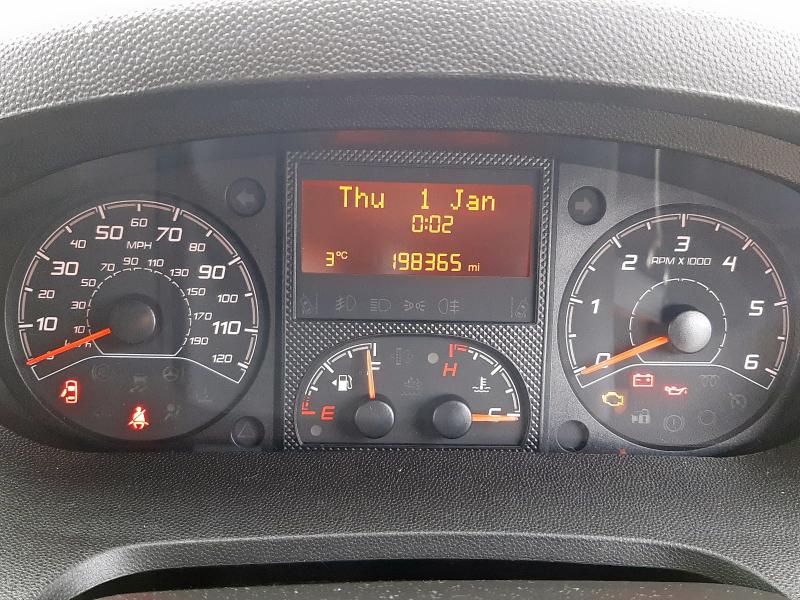 Thu 1 Jan
0:02
3°C 198365 mi
0 10 20 30 40 50 60 70 80 90 100 110 120
MPH
10 30 50 70 90 110 130 150 170 190
km/h
E F
H C
0 1 2 3 4 5 6
RPM X 1000